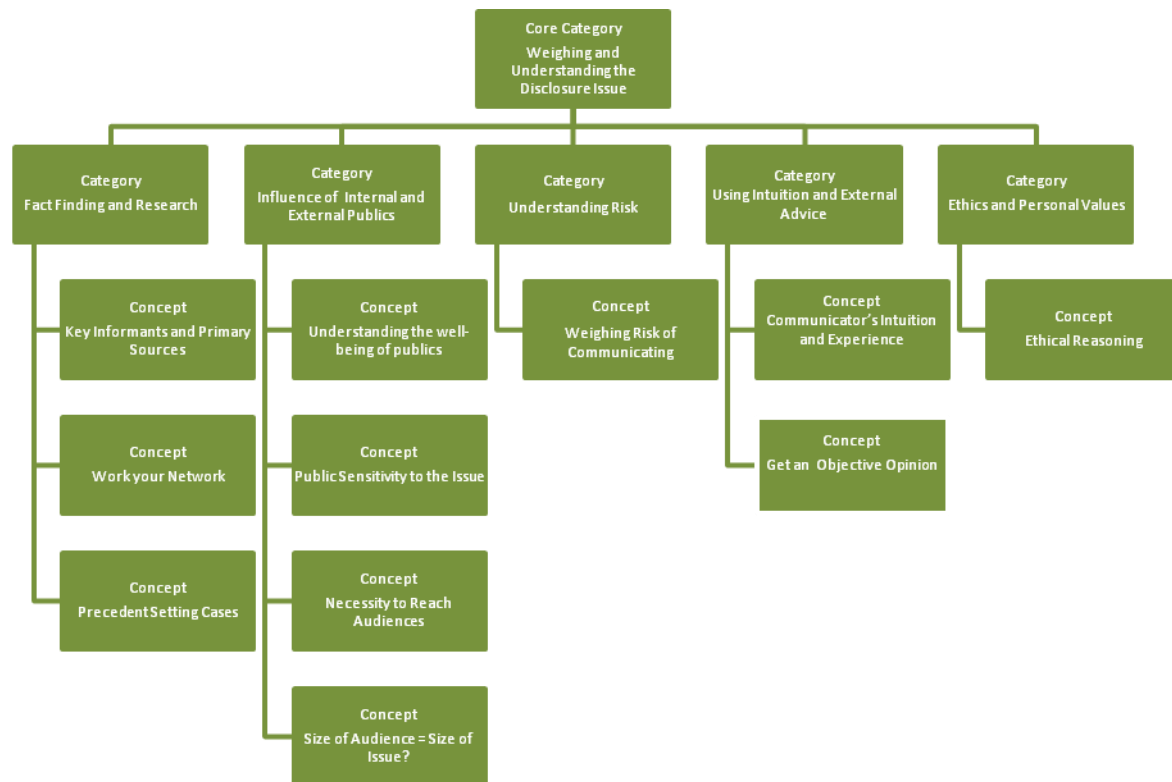 Core Category
Weighing and
Understanding the
Disclosure Issue
Category
Fact Finding and Research
Category
Influence of Internal and
External Publics
Category
Understanding Risk
Category
Using Intuition and External
Advice
Category
Ethics and Personal Values
Concept
Key Informants and Primary
Sources
Concept
Understanding the well-
being of publics
Concept
Weighing Risk of
Communicating
Concept
Communicator's Intuition
and Experience
Concept
Ethical Reasoning
Concept
Work your Network
Concept
Public Sensitivity to the Issue
Concept
Get an Objective Opinion
Concept
Precedent Setting Cases
Concept
Necessity to Reach
Audiences
Concept
Size of Audience = Size of
Issue?